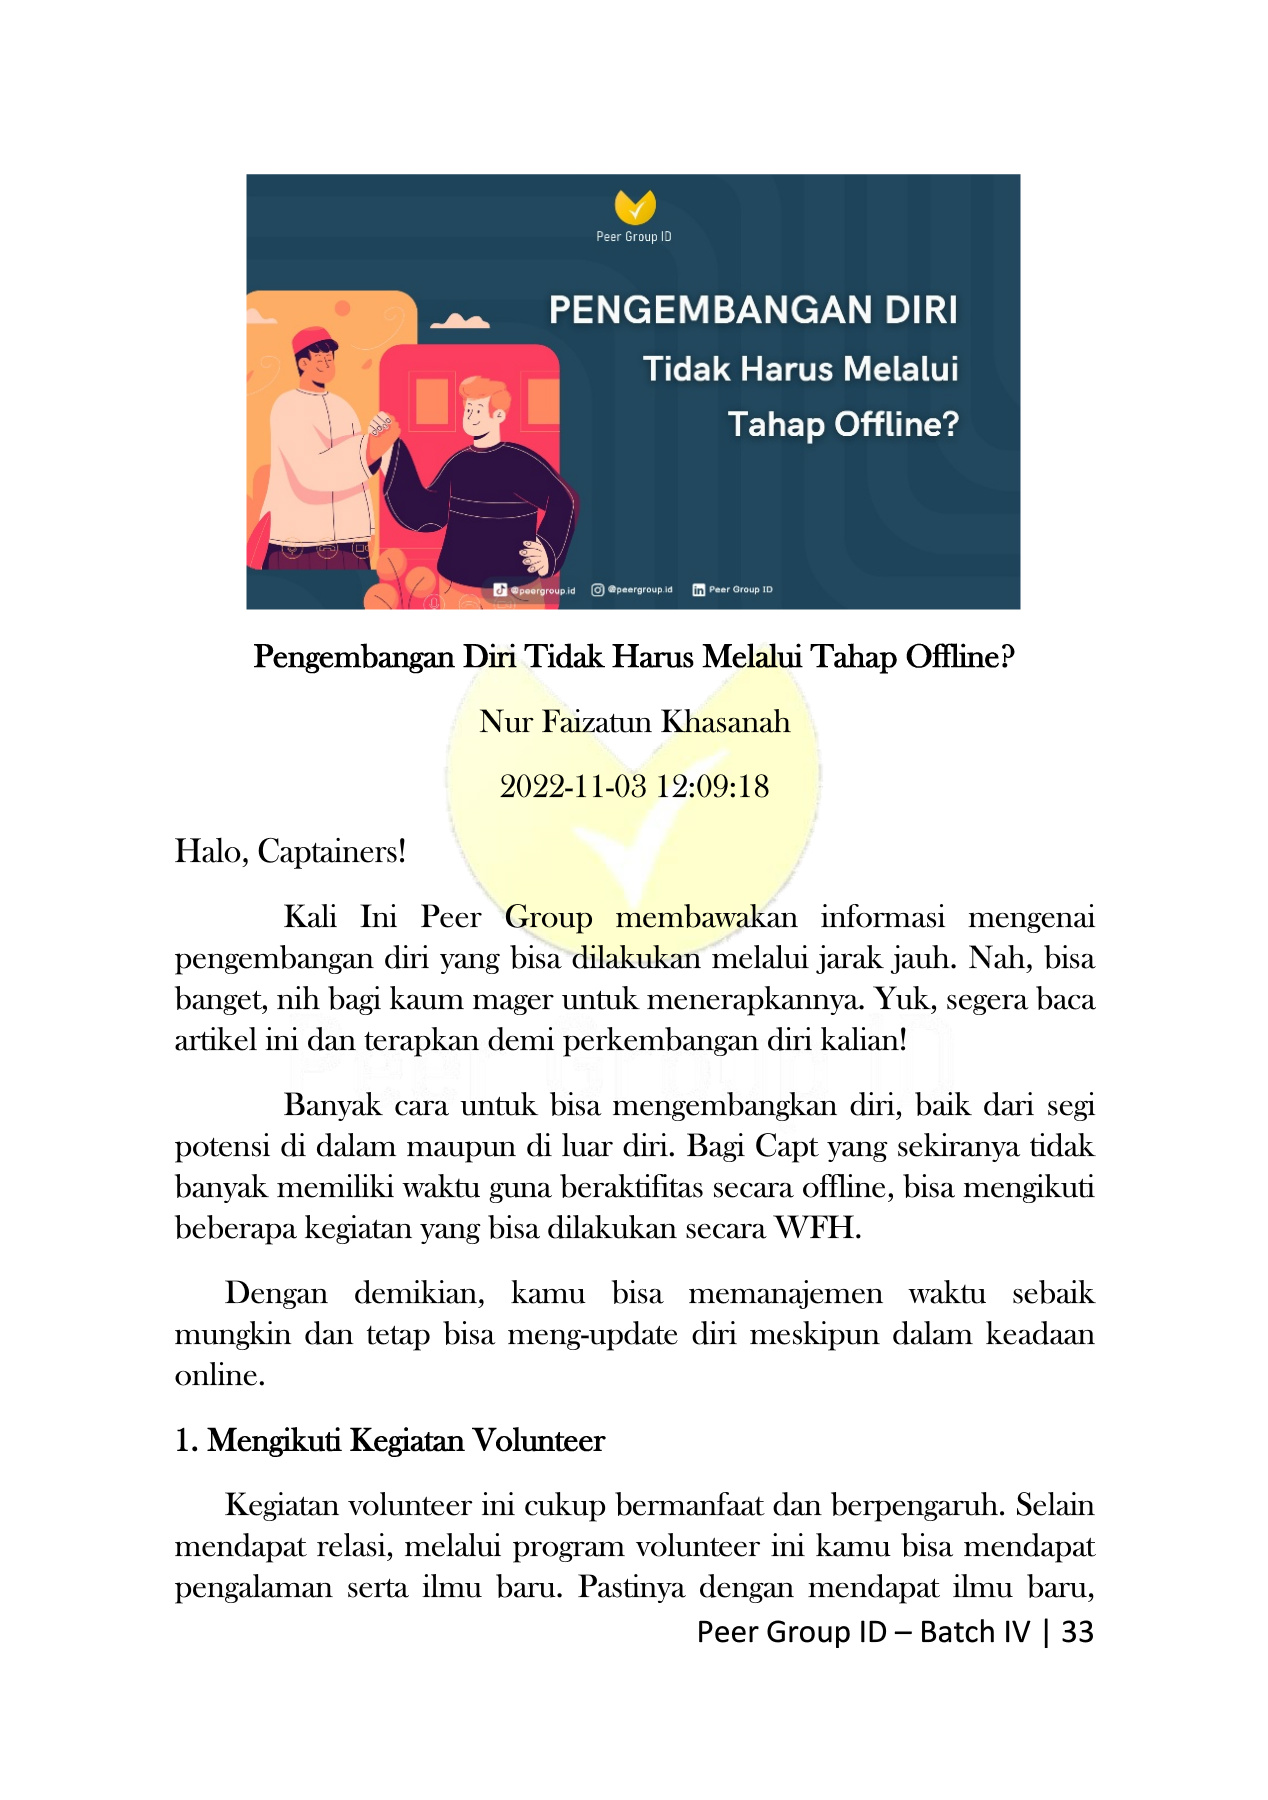 Peer Group ID
PENGEMBANGAN DIRI
Tidak Harus Melalui
Tahap Offline?
@peergroup.id @peergroup.id Peer Group ID
Pengembangan Diri Tidak Harus Melalui Tahap Offline?
Nur Faizatun Khasanah
2022-11-03 12:09:18
Halo, Captainers!
Kali Ini Peer Group membawakan informasi mengenai
pengembangan diri yang bisa dilakukan melalui jarak jauh. Nah, bisa
banget, nih bagi kaum mager untuk menerapkannya. Yuk, segera baca
artikel ini dan terapkan demi perkembangan diri kalian!
Banyak cara untuk bisa mengembangkan diri, baik dari segi
potensi di dalam maupun di luar diri. Bagi Capt yang sekiranya tidak
banyak memiliki waktu guna beraktifitas secara offline, bisa mengikuti
beberapa kegiatan yang bisa dilakukan secara WFH.
Dengan demikian, kamu bisa memanajemen waktu sebaik
mungkin dan tetap bisa meng-update diri meskipun dalam keadaan
online.
1. Mengikuti Kegiatan Volunteer
Kegiatan volunteer ini cukup bermanfaat dan berpengaruh. Selain
mendapat relasi, melalui program volunteer ini kamu bisa mendapat
pengalaman serta ilmu baru. Pastinya dengan mendapat ilmu baru,
Peer Group ID – Batch IV | 33